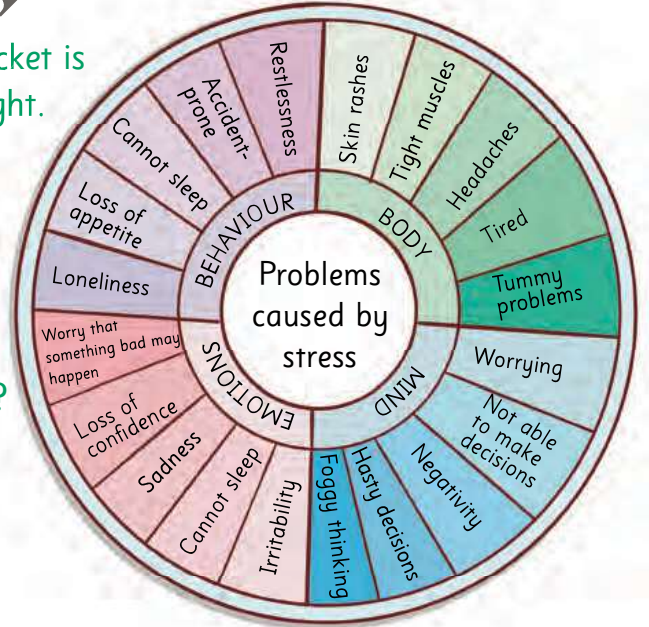 cket is
ght.
?
Problems
caused by
stress
BODY
Skin rashes
Tight muscles
Headaches
Tired
Tummy
problems
MIND
Worrying
Not able
to make
decisions
Negativity
Hasty decisions
Foggy thinking
EMOTIONS
Irritability
Cannot sleep
Sadness
Loss of
confidence
Worry that
something bad may
happen
BEHAVIOUR
Loneliness
Loss of
appetite
Cannot sleep
Accident-
prone
Restlessness